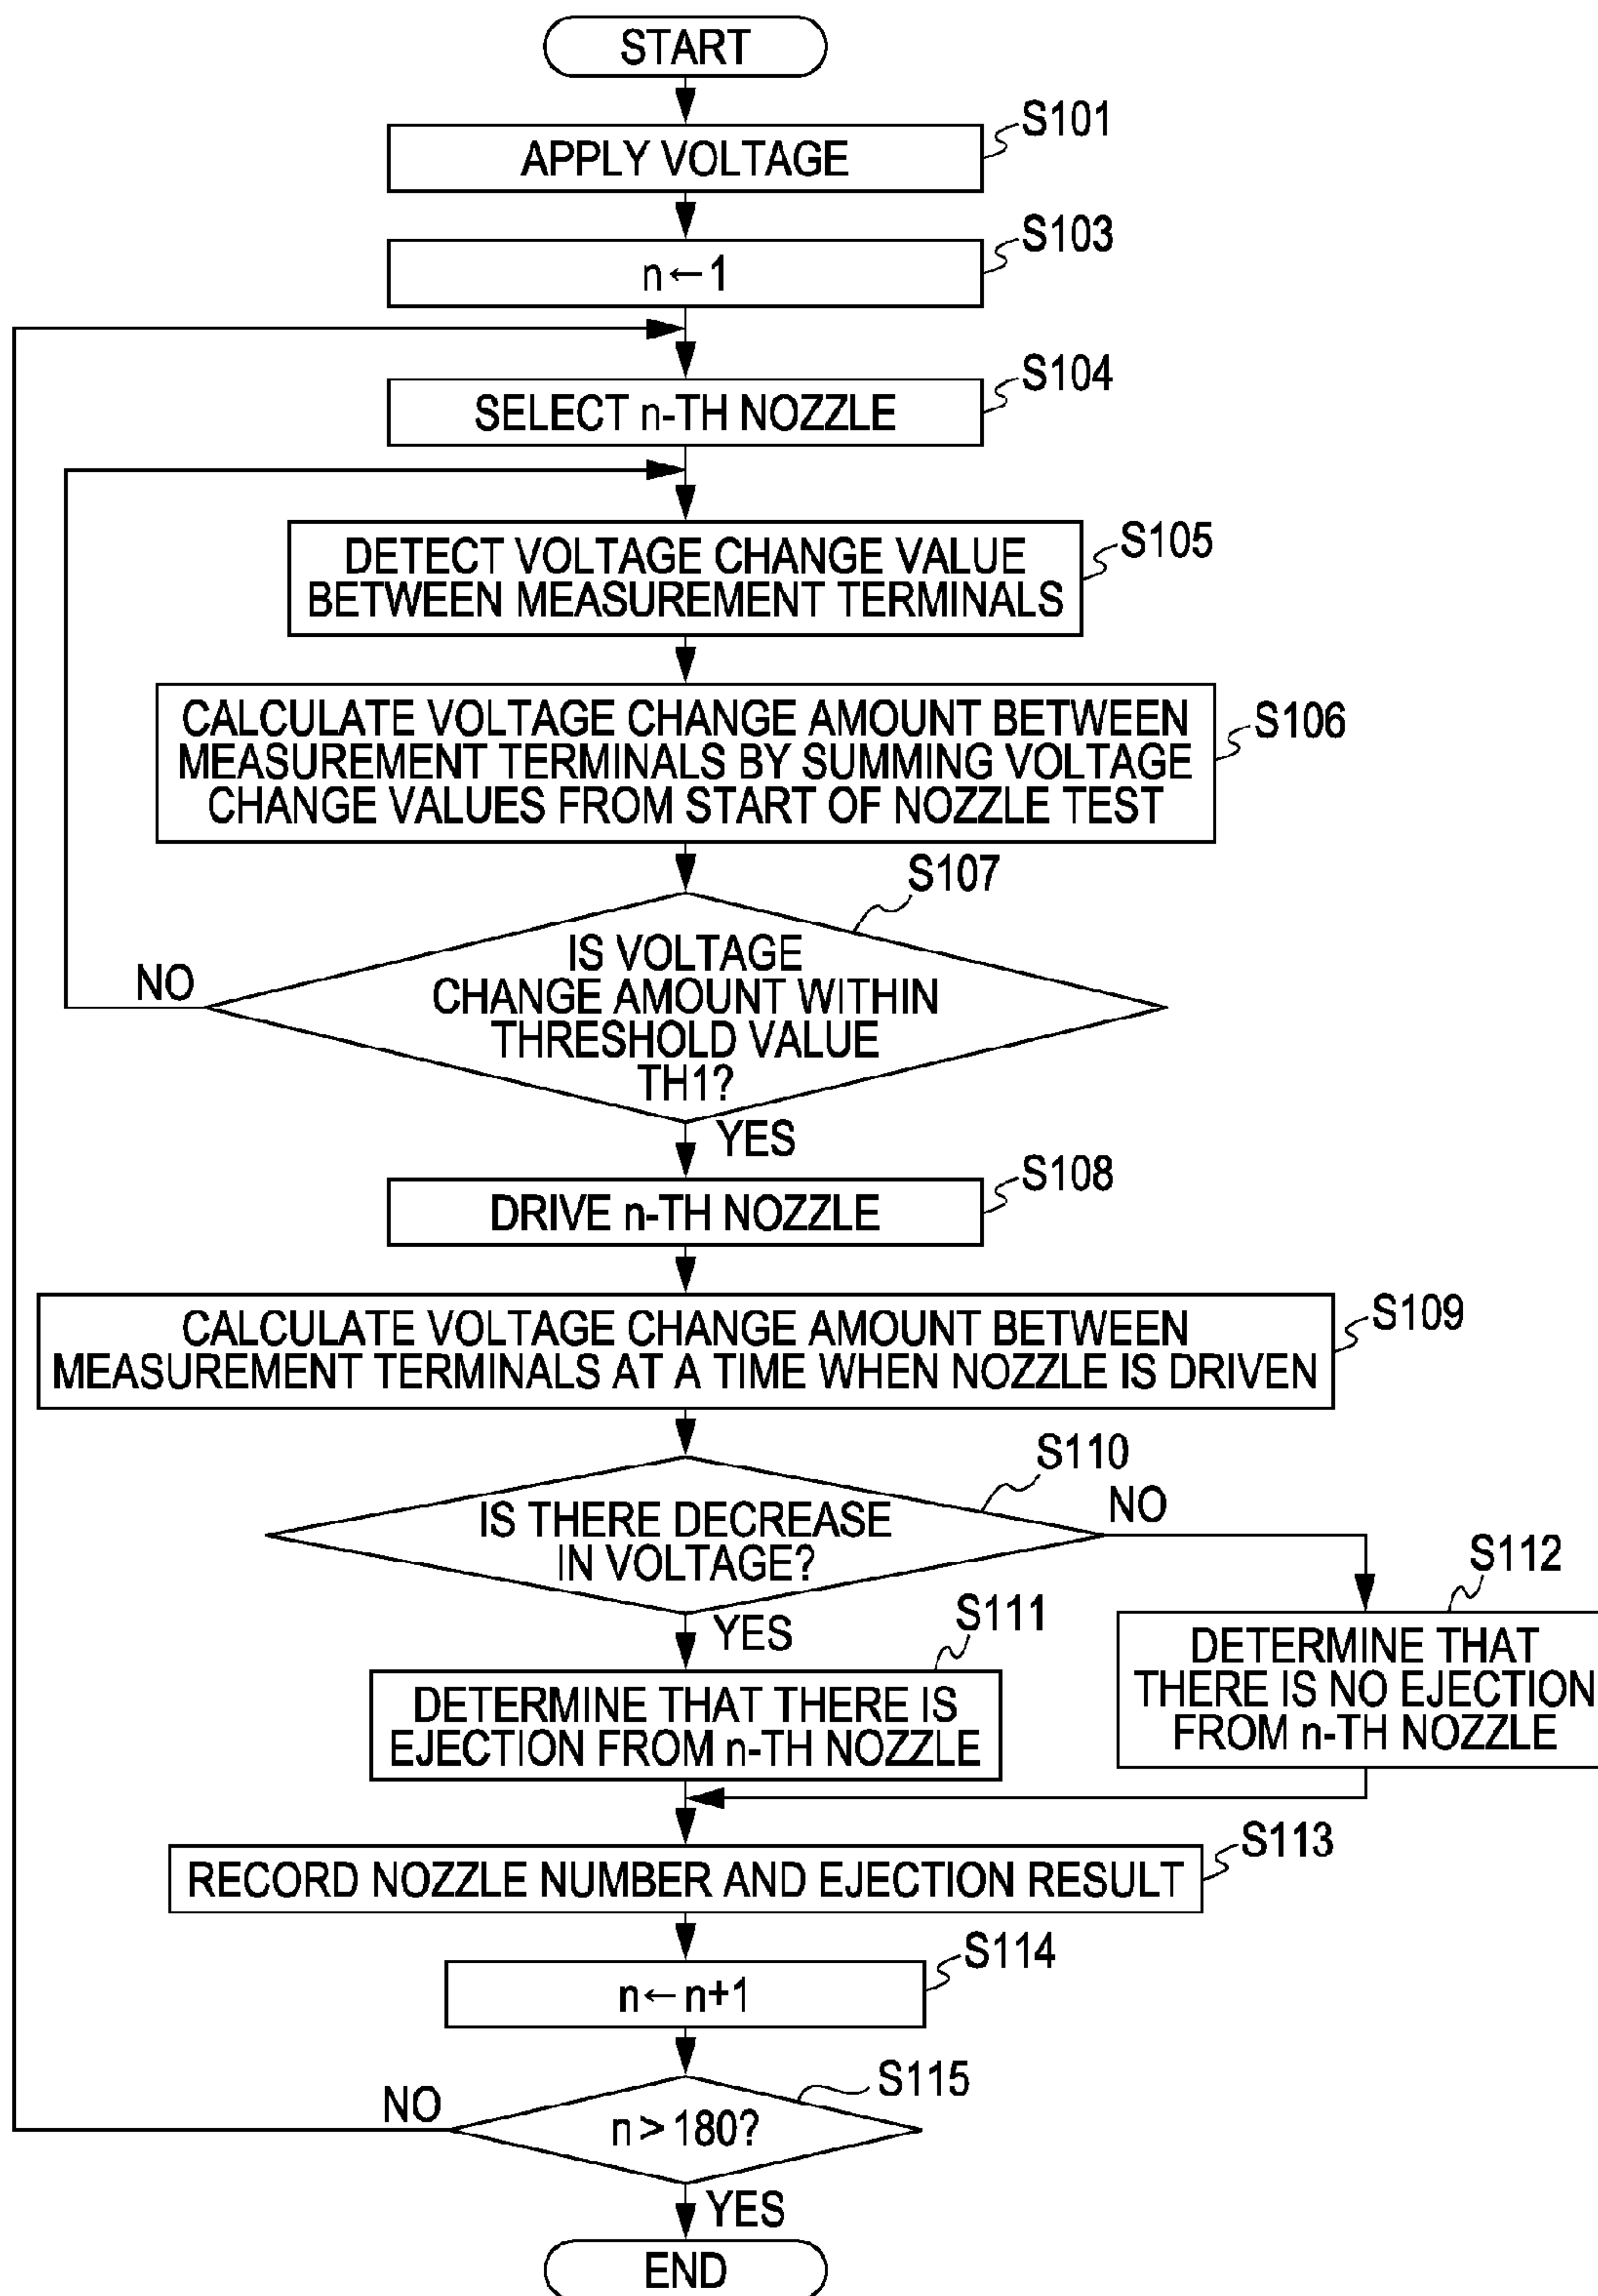 START
S101
APPLY VOLTAGE
S103
n←1
S104
SELECT n-TH NOZZLE
S105
DETECT VOLTAGE CHANGE VALUE
BETWEEN MEASUREMENT TERMINALS
S106
CALCULATE VOLTAGE CHANGE AMOUNT BETWEEN
MEASUREMENT TERMINALS BY SUMMING VOLTAGE
CHANGE VALUES FROM START OF NOZZLE TEST
S107
IS VOLTAGE
CHANGE AMOUNT WITHIN
THRESHOLD VALUE
TH1?
NO
YES
S108
DRIVE n-TH NOZZLE
S109
CALCULATE VOLTAGE CHANGE AMOUNT BETWEEN
MEASUREMENT TERMINALS AT A TIME WHEN NOZZLE IS DRIVEN
S110
IS THERE DECREASE
IN VOLTAGE?
NO
YES
S111
DETERMINE THAT THERE IS
EJECTION FROM n-TH NOZZLE
S112
DETERMINE THAT
THERE IS NO EJECTION
FROM n-TH NOZZLE
S113
RECORD NOZZLE NUMBER AND EJECTION RESULT
S114
n←n+1
S115
n > 180?
NO
YES
END